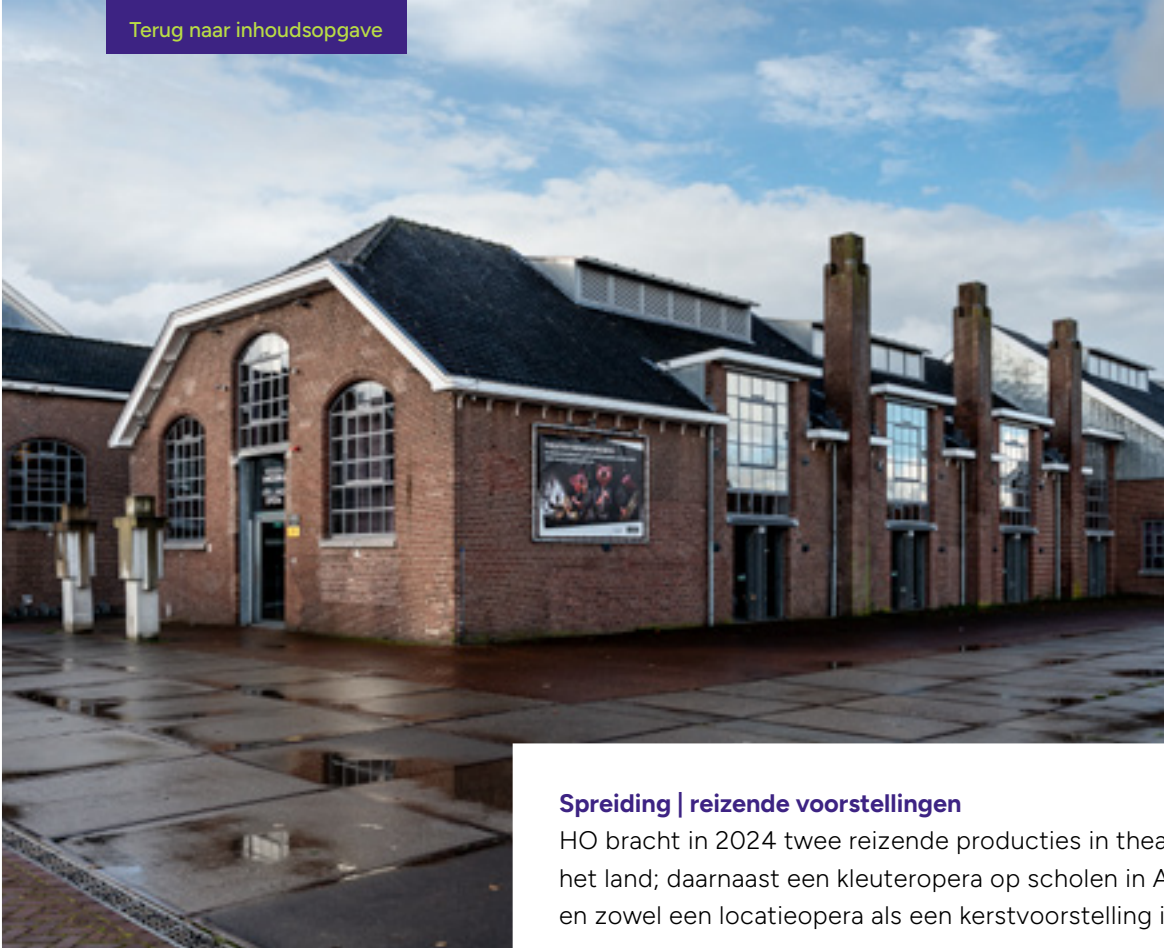 Terug naar inhoudsopgave
Spreiding | reizende voorstellingen
HO bracht in 2024 twee reizende producties in thea
het land; daarnaast een kleuteropera op scholen in A
en zowel een locatieopera als een kerstvoorstelling i